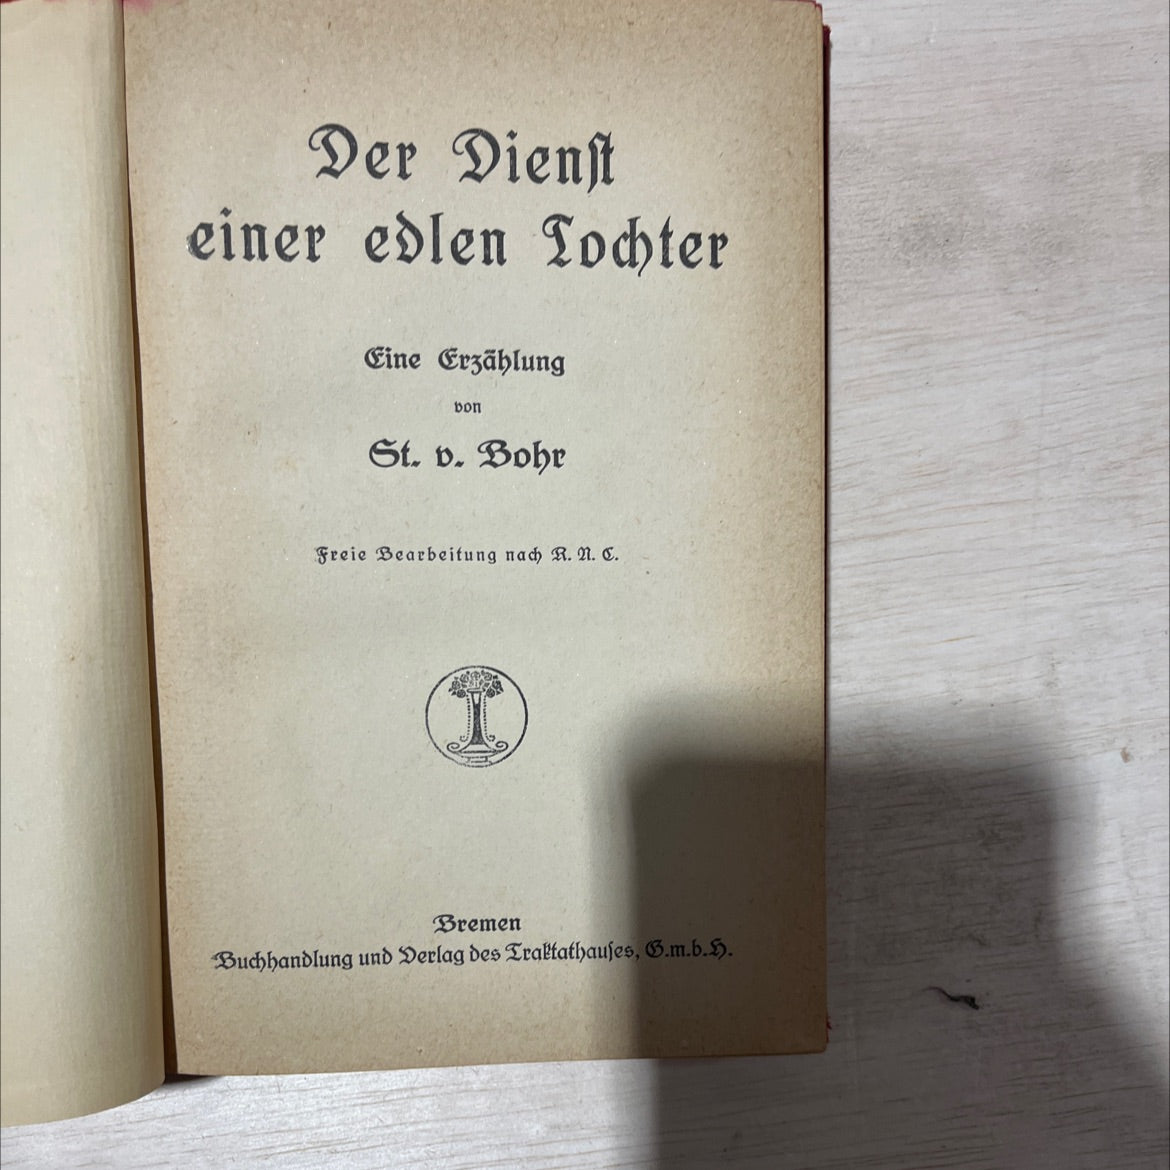 Der Dienſt
einer edlen Tochter
Eine Erzählung
von
St. v. Bohr
Freie Bearbeitung nach R. N. C.
Bremen
Buchhandlung und Verlag des Traktathauſes, G.m.b.H.